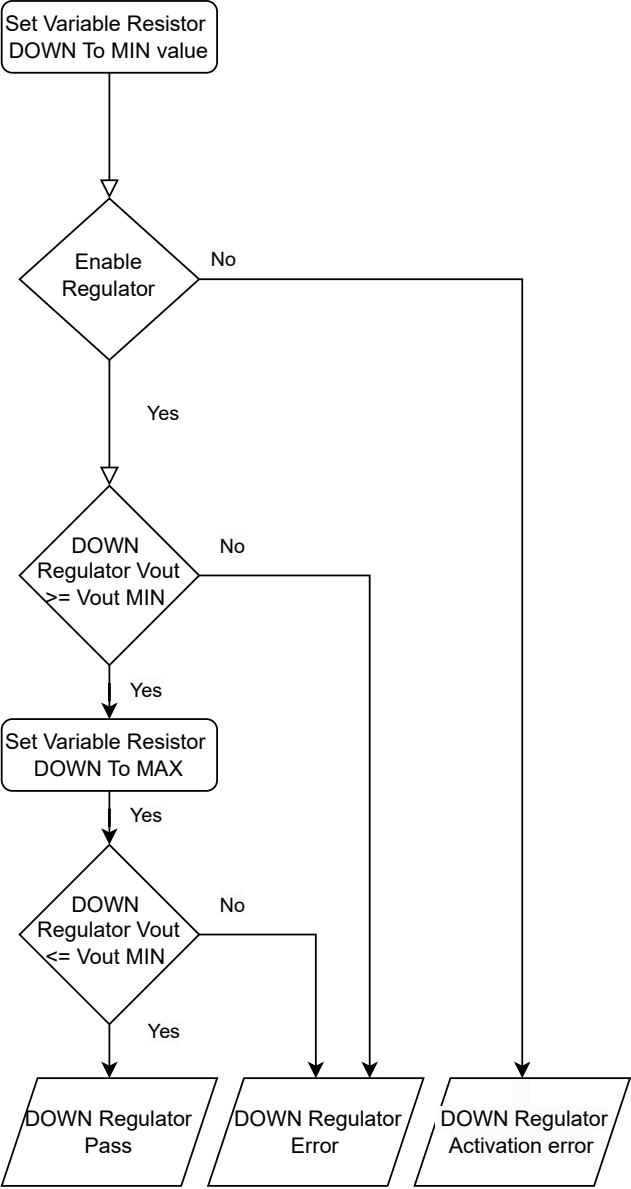 Set Variable Resistor
DOWN To MIN value
Enable
Regulator
No
Yes
DOWN
Regulator Vout
>= Vout MIN
No
Yes
Set Variable Resistor
DOWN To MAX
Yes
DOWN
Regulator Vout
<= Vout MIN
No
Yes
DOWN Regulator
Pass
DOWN Regulator
Error
DOWN Regulator
Activation error